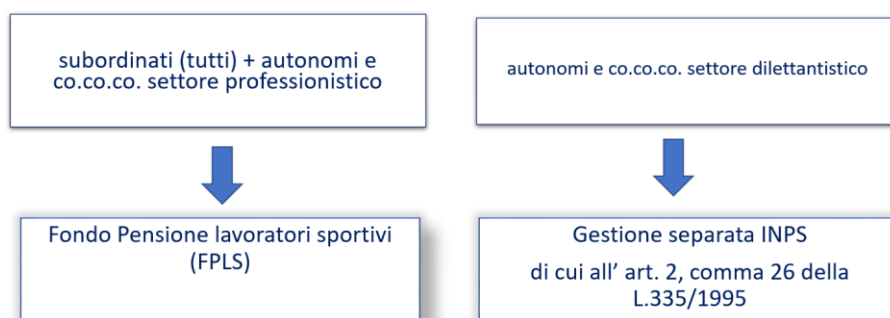 subordinati (tutti) + autonomi e
co.co.co. settore professionistico
autonomi e co.co.co. settore dilettantistico
Fondo Pensione lavoratori sportivi
(FPLS)
Gestione separata INPS
di cui all' art. 2, comma 26 della
L.335/1995